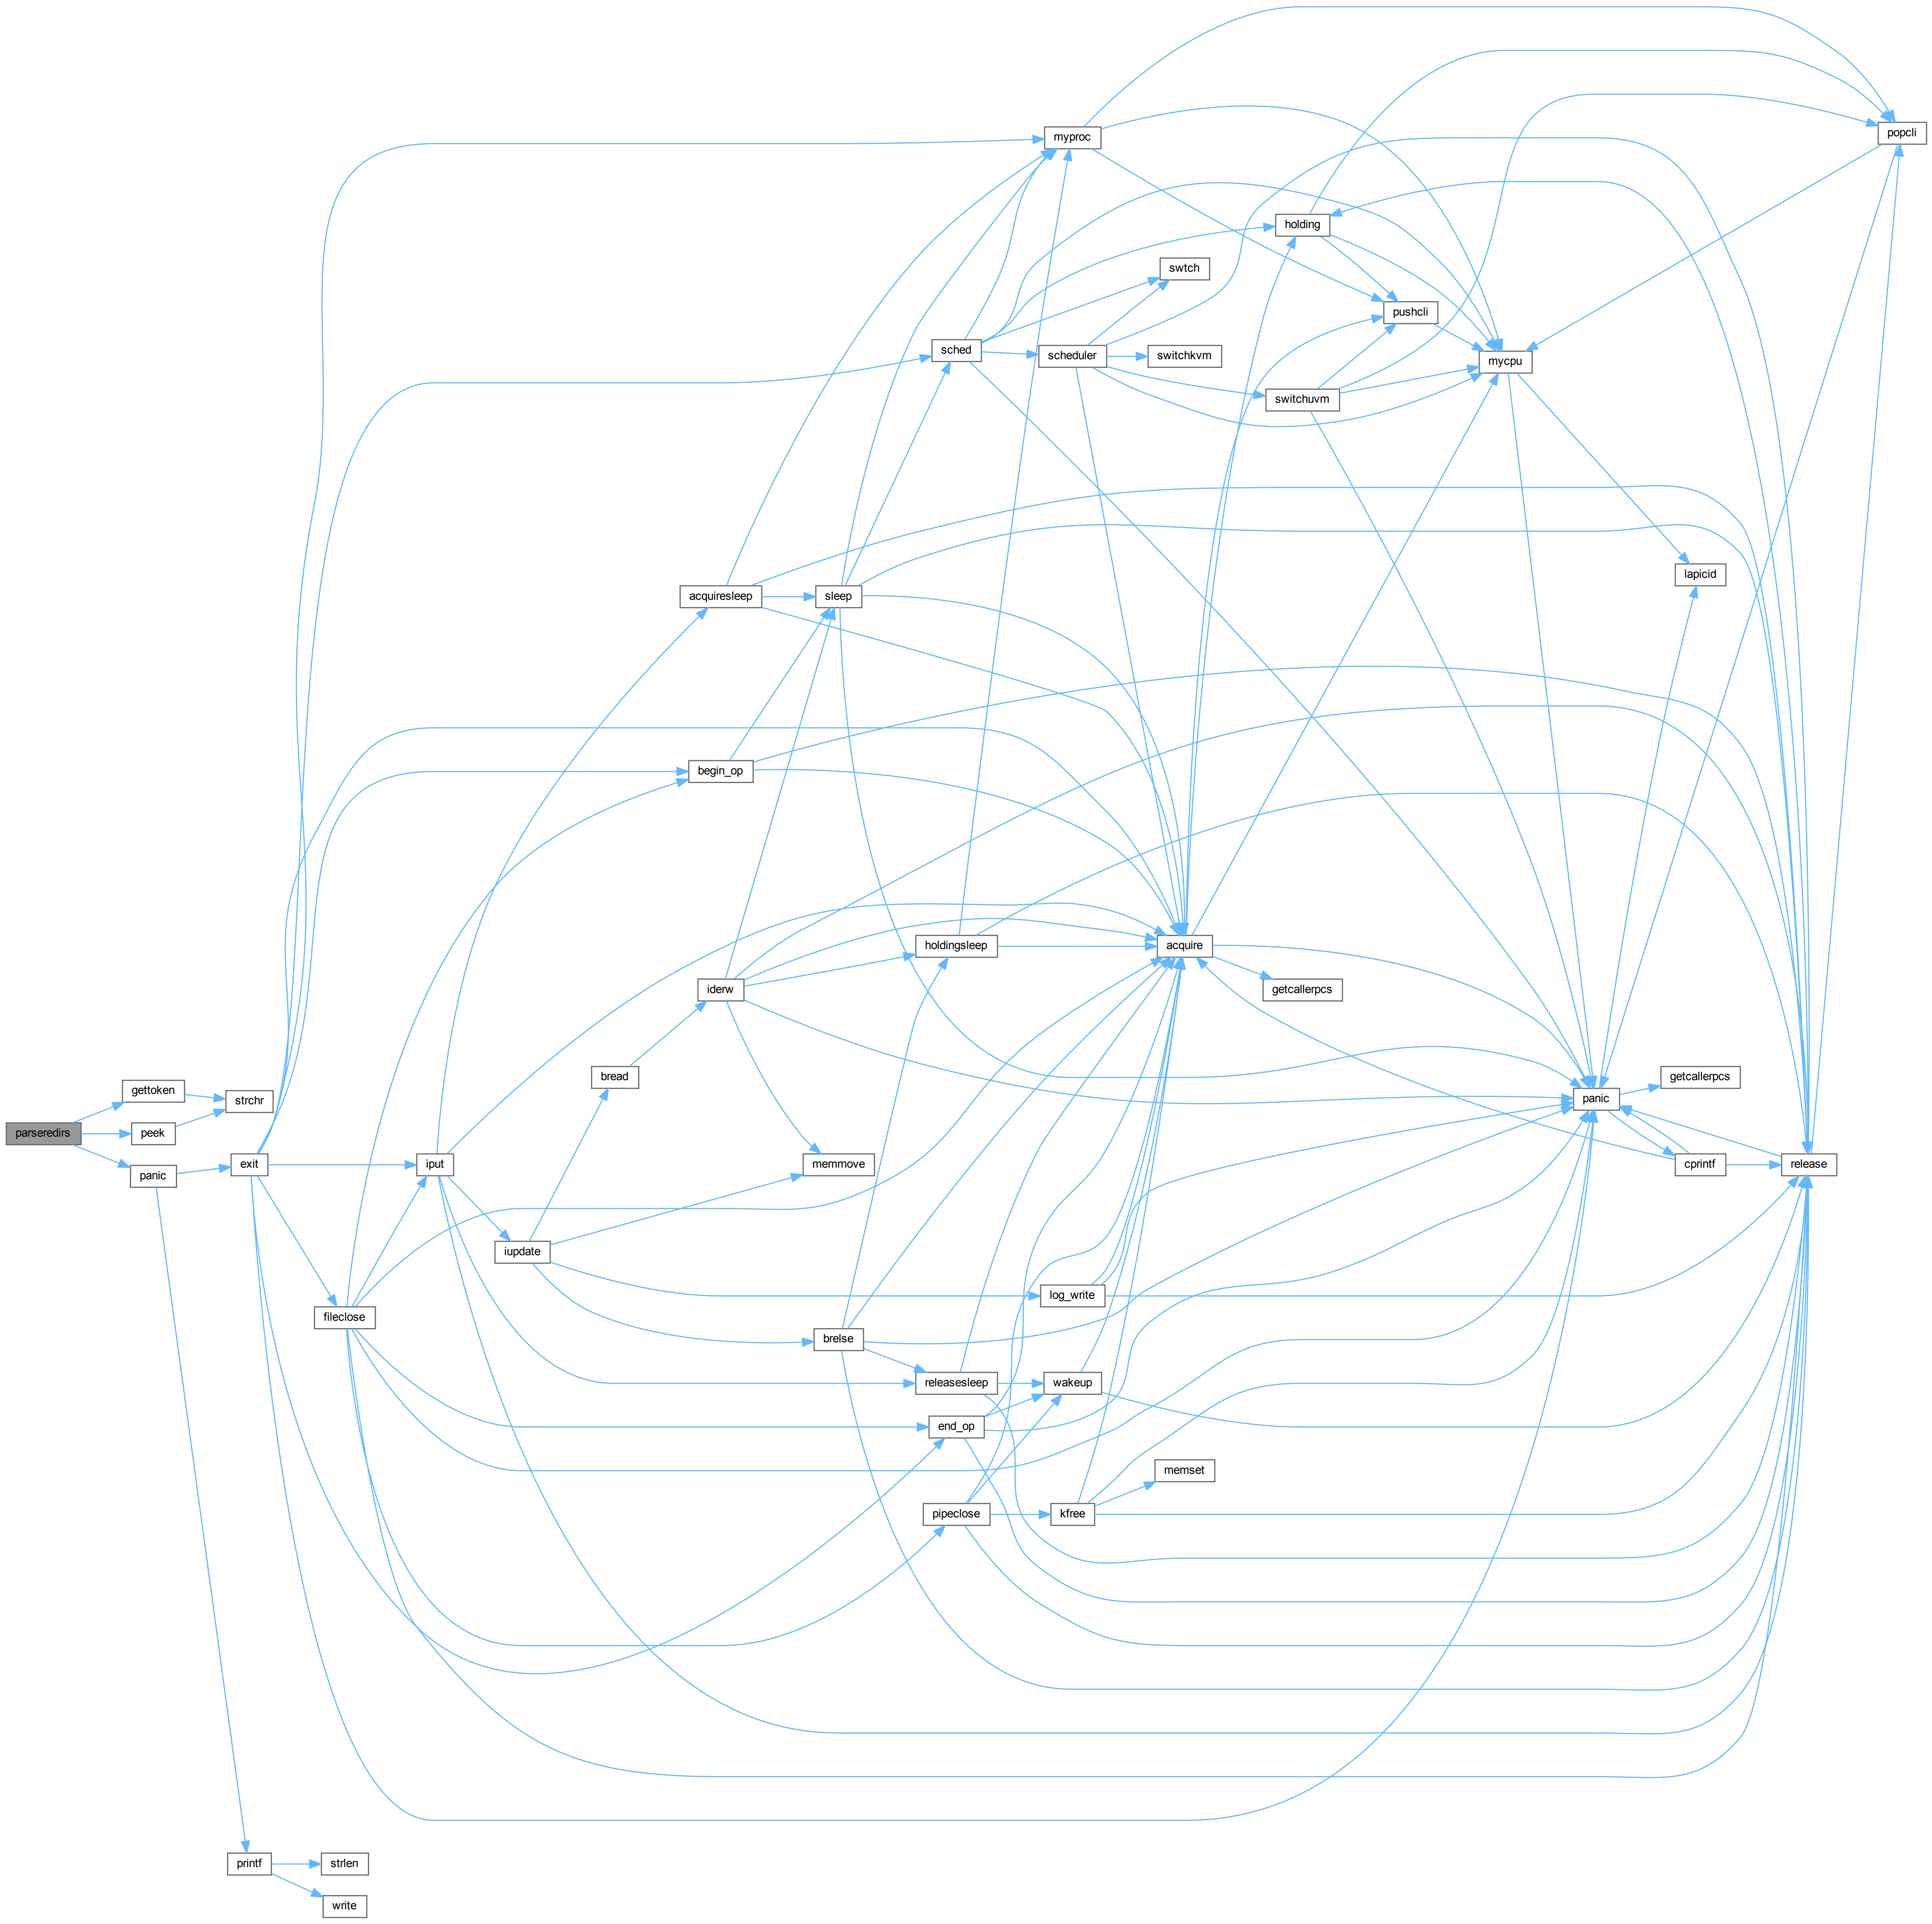 myproc
popcli
holding
swtch
pushcli
sched
scheduler
switchkvm
mycpu
switchuvm
lapicid
acquiresleep
sleep
begin_op
holdingsleep
acquire
iderw
getcallerpcs
bread
getcallerpcs
gettoken
strchr
panic
parseredirs
peek
exit
iput
memmove
cprintf
release
panic
iupdate
log_write
fileclose
brelse
releasesleep
wakeup
end_op
memset
pipeclose
kfree
printf
strlen
write